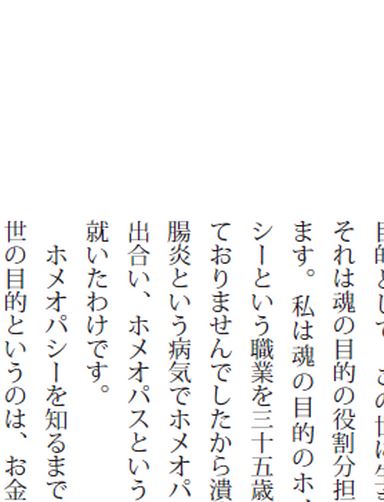 目的として、この世に生
それは魂の目的の役割分担
ます。私は魂の目的のホ
シーという職業を三十五歳
ておりませんでしたから潰
腸炎という病気でホメオパ
出合い、ホメオパスという
就いたわけです。
ホメオパシーを知るまで
世の目的というのは、お金